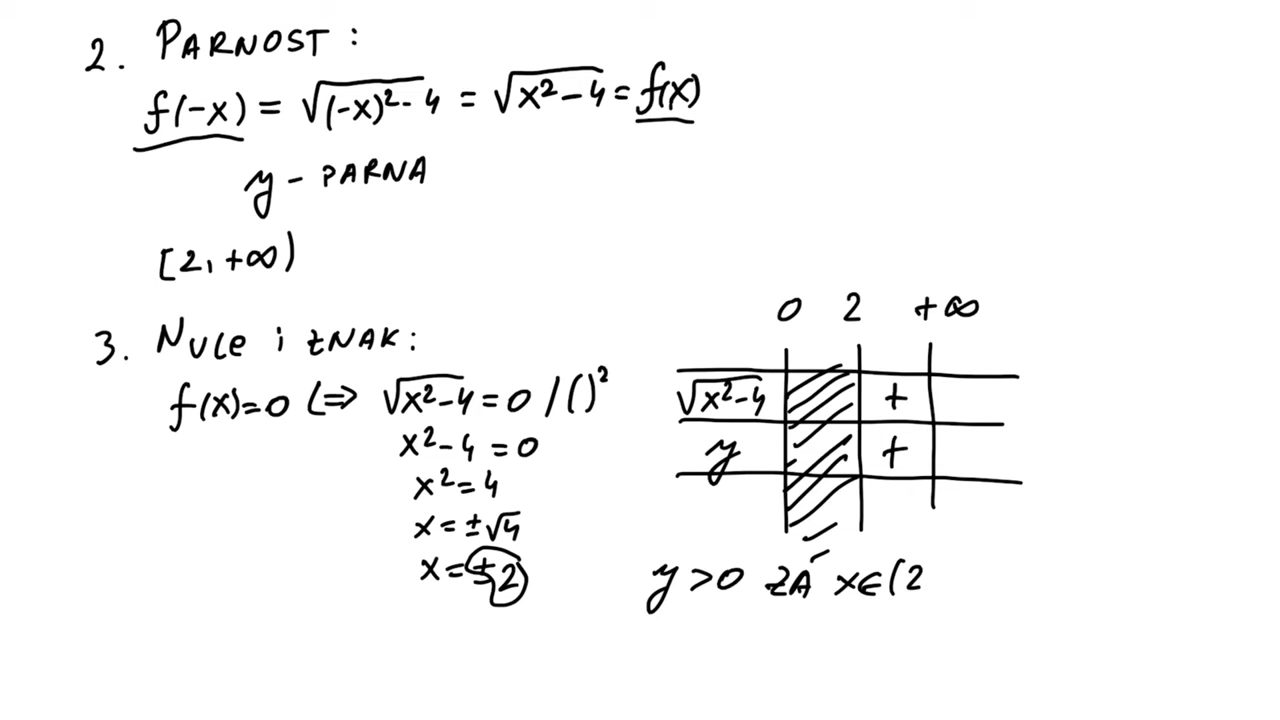 2. PARNOST:
f(-x) = √((-x)²-4) = √(x²-4) = f(x)
y - PARNA
[2, +∞)
3. NULE i ZNAK:
f(x)=0 (⇒ √(x²-4) = 0 /()²
x²-4 = 0
x² = 4
x = ±√4
x = ±2
0 2 +∞
√(x²-4) +
y +
y > 0 ZA x∈(2